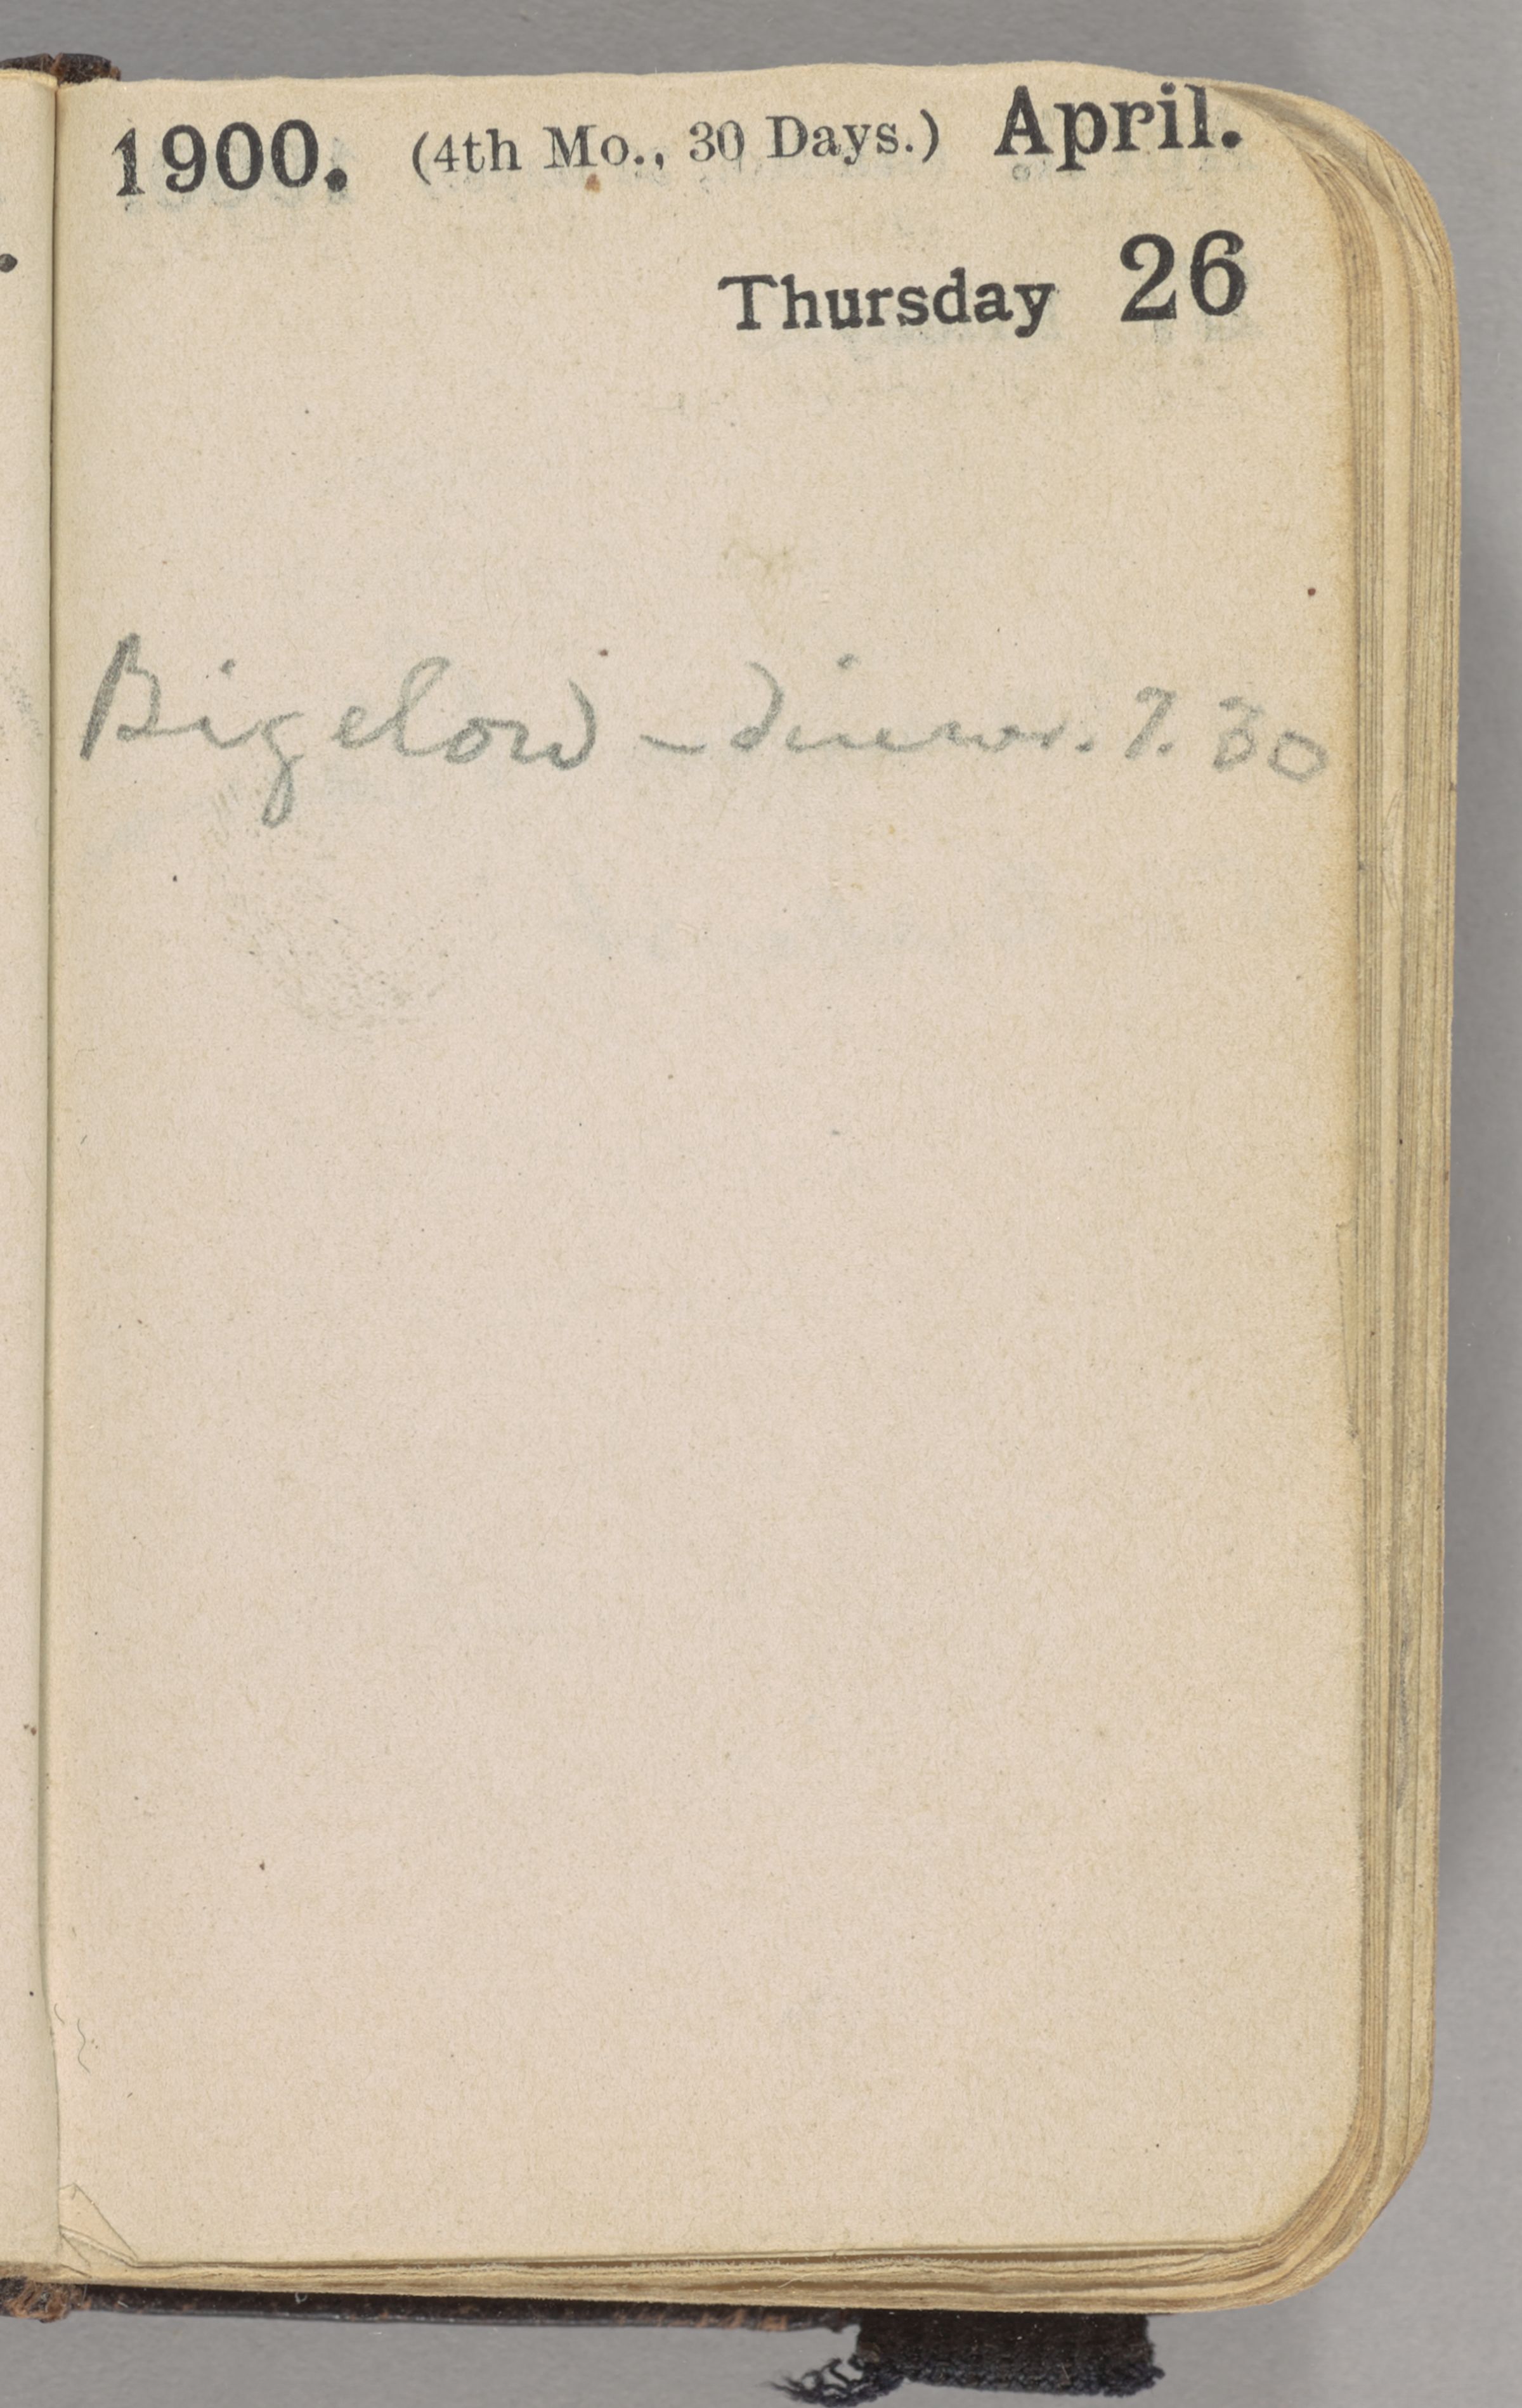 1900. (4th Mo., 30 Days.) April.
Thursday 26
Bigelow – dinner. 7.30